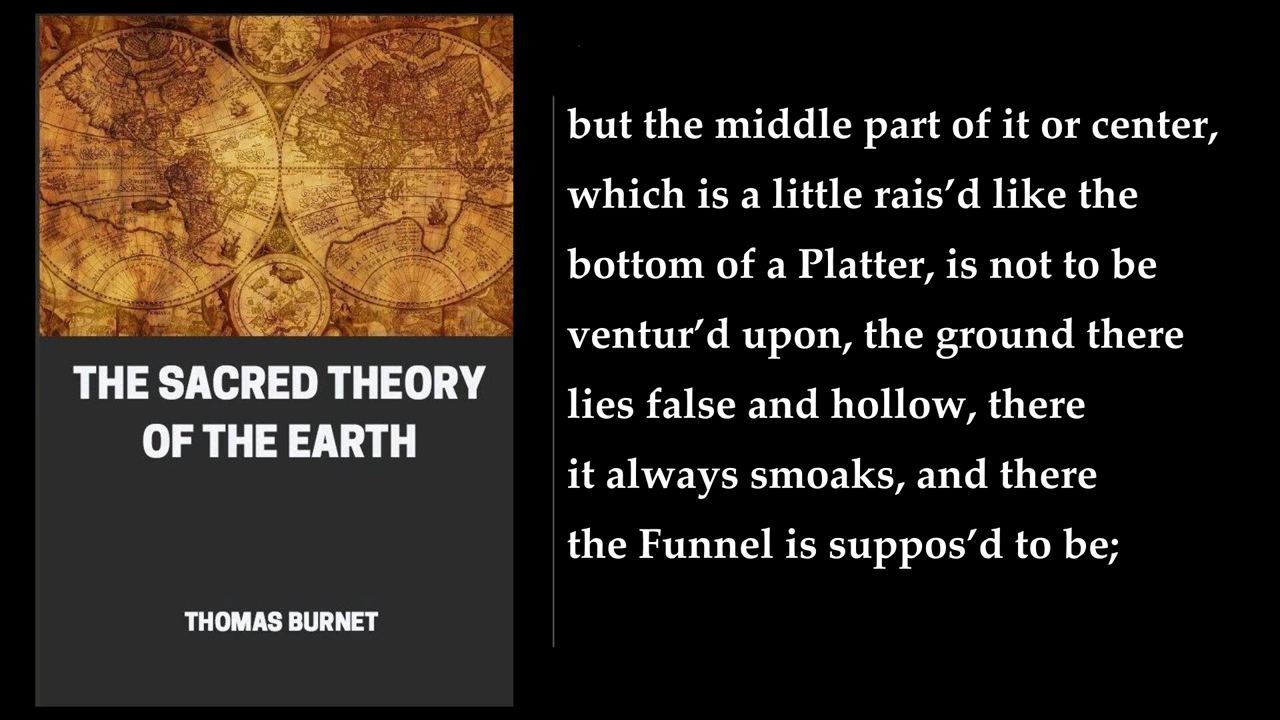 THE SACRED THEORY
OF THE EARTH
THOMAS BURNET
but the middle part of it or center,
which is a little rais’d like the
bottom of a Platter, is not to be
ventur’d upon, the ground there
lies false and hollow, there
it always smoaks, and there
the Funnel is suppos’d to be;